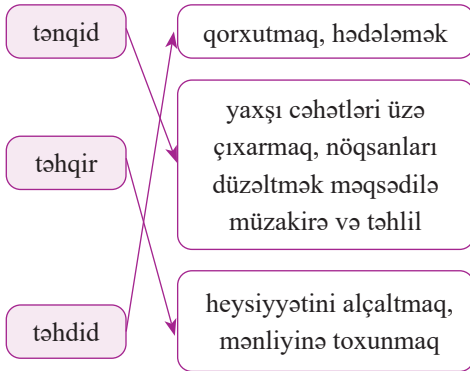 tənqid
qorxutmaq, hədələmək
yaxşı cəhətləri üzə
çıxarmaq, nöqsanları
düzəltmək məqsədilə
müzakirə və təhlil
təhqir
heysiyyətini alçaltmaq,
mənliyinə toxunmaq
təhdid